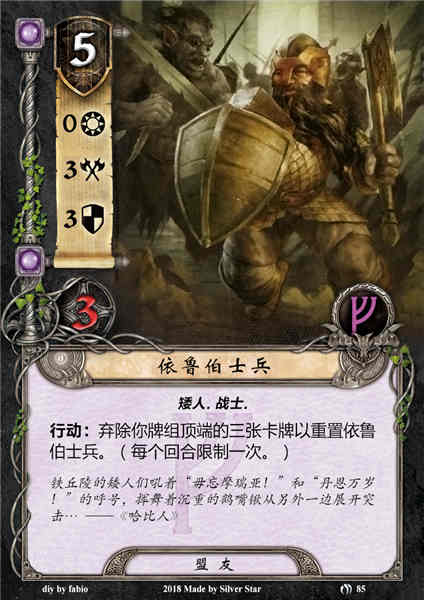 5
0
3
3
3
依鲁伯士兵
矮人. 战士.
行动：弃除你牌组顶端的三张卡牌以重置依鲁
伯士兵。（每个回合限制一次。）
铁丘陵的矮人们吼着“毋忘摩瑞亚！”和“丹恩万岁
！”的呼号，挥舞着沉重的鹤嘴锹从另外一边展开突
击… ——《哈比人》
盟友
diy by fabio
2018 Made by Silver Star
85